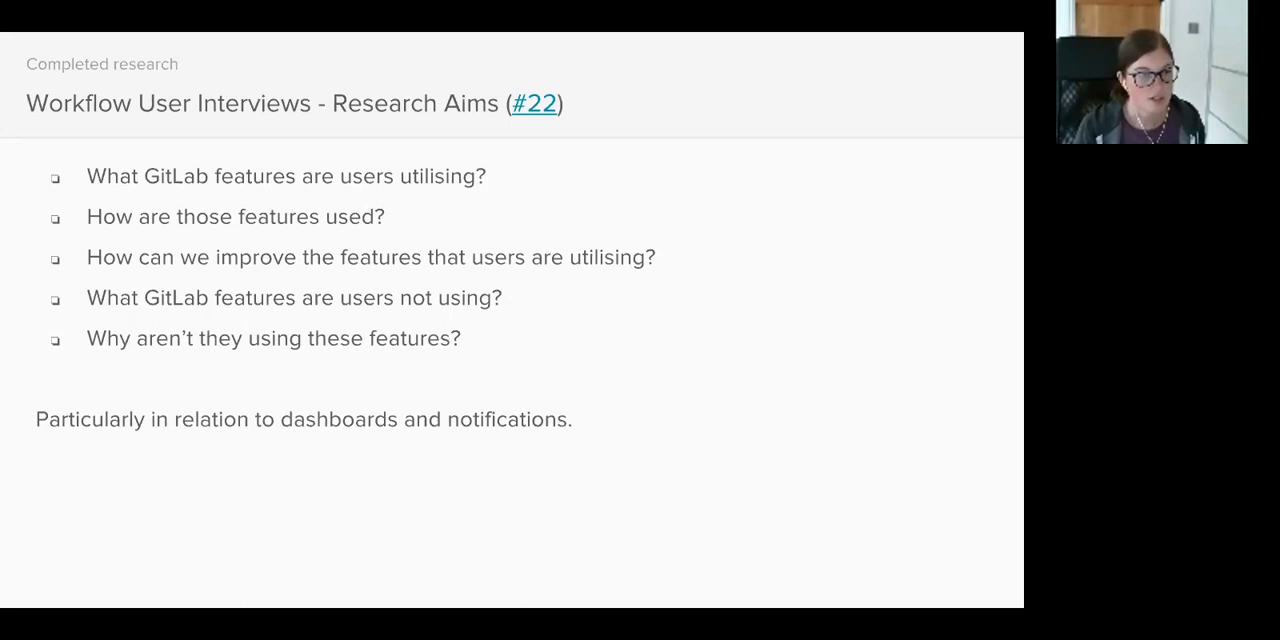 Completed research
Workflow User Interviews - Research Aims (#22)
What GitLab features are users utilising?
How are those features used?
How can we improve the features that users are utilising?
What GitLab features are users not using?
Why aren’t they using these features?
Particularly in relation to dashboards and notifications.